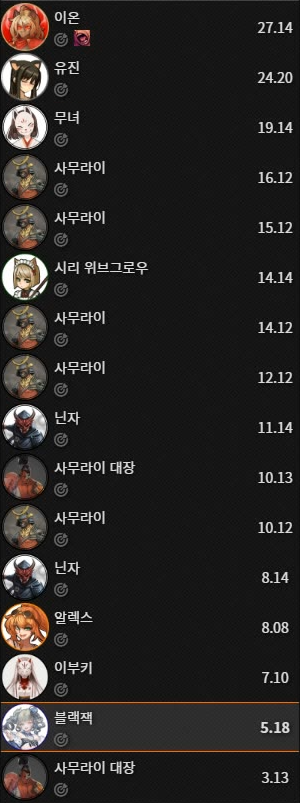 이온
27.14
유진
24.20
무녀
19.14
사무라이
16.12
사무라이
15.12
시리 위브그로우
14.14
사무라이
14.12
사무라이
12.12
닌자
11.14
사무라이 대장
10.13
사무라이
10.12
닌자
8.14
알렉스
8.08
이부키
7.10
블랙잭
5.18
사무라이 대장
3.13